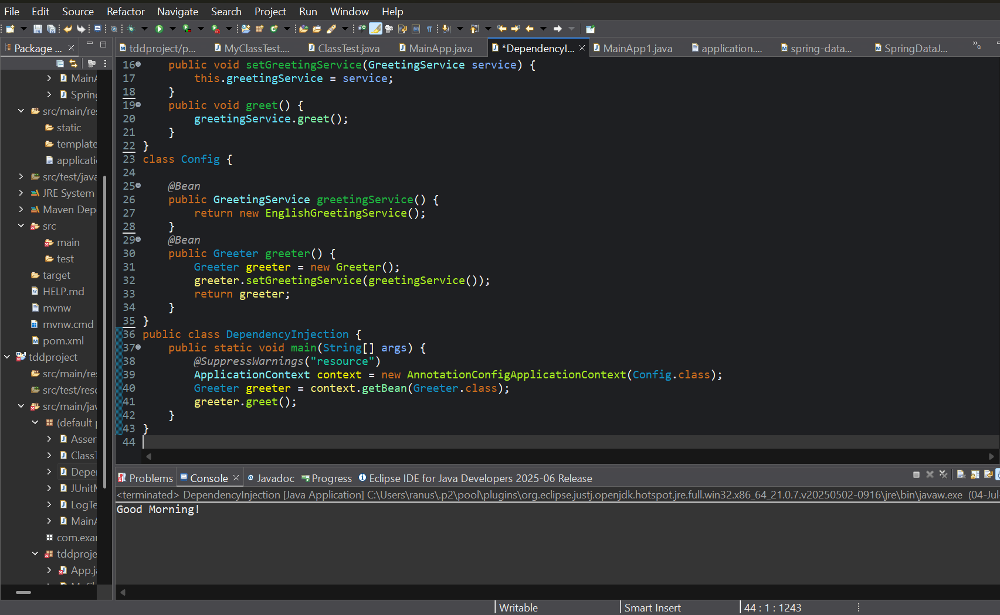 File Edit Source Refactor Navigate Search Project Run Window Help
Package ...
tddproject/p... MyClassTest.... ClassTest.java MainApp.java *DependencyI... MainApp1.java application.... spring-data... SpringDataJ...
MainA
Spring
src/main/res
static
template
applicati
src/test/java
JRE System
Maven Dep
src
main
test
target
HELP.md
mvnw
mvnw.cmd
pom.xml
tddproject
src/main/res
src/test/reso
src/main/jav
(default p
Asser
ClassT
Depen
JUnitM
LogTe
MainA
com.exar
tddproje
App.ja
16 public void setGreetingService(GreetingService service) {
17 this.greetingService = service;
18 }
19 public void greet() {
20 greetingService.greet();
21 }
22 }
23 class Config {
24
25 @Bean
26 public GreetingService greetingService() {
27 return new EnglishGreetingService();
28 }
29 @Bean
30 public Greeter greeter() {
31 Greeter greeter = new Greeter();
32 greeter.setGreetingService(greetingService());
33 return greeter;
34 }
35 }
36 public class DependencyInjection {
37 public static void main(String[] args) {
38 @SuppressWarnings("resource")
39 ApplicationContext context = new AnnotationConfigApplicationContext(Config.class);
40 Greeter greeter = context.getBean(Greeter.class);
41 greeter.greet();
42 }
43 }
44
Problems Console Javadoc Progress Eclipse IDE for Java Developers 2025-06 Release
<terminated> DependencyInjection [Java Application] C:\Users\ranus\.p2\pool\plugins\org.eclipse.justj.openjdk.hotspot.jre.full.win32.x86_64_21.0.7.v20250502-0916\jre\bin\javaw.exe (04-Jul-
Good Morning!
Writable Smart Insert 44 : 1 : 1243